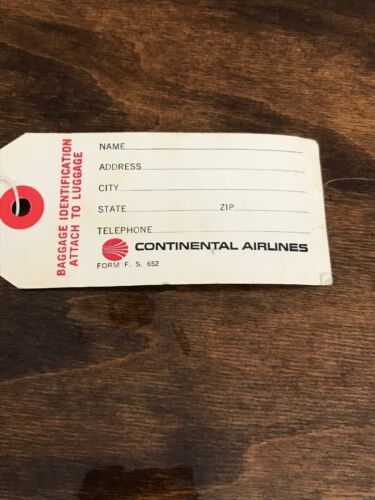 BAGGAGE IDENTIFICATION
ATTACH TO LUGGAGE
NAME
ADDRESS
CITY
STATE ZIP
TELEPHONE
CONTINENTAL AIRLINES
FORM F. S. 652